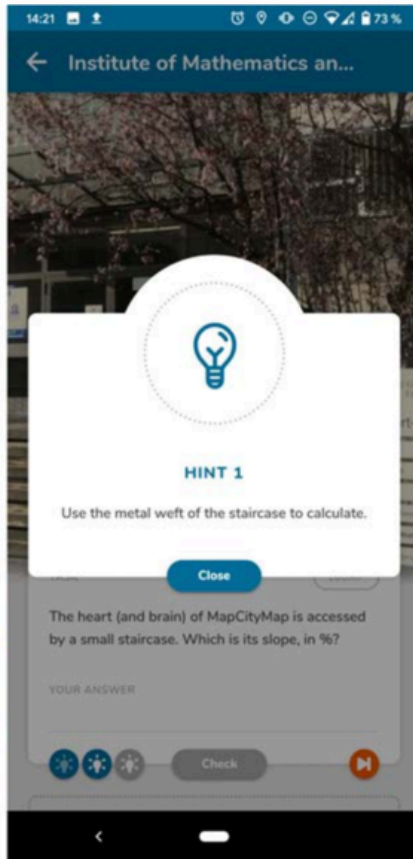 14:21
73 %
Institute of Mathematics an...
HINT 1
Use the metal weft of the staircase to calculate.
Close
The heart (and brain) of MapCityMap is accessed
by a small staircase. Which is its slope, in %?
YOUR ANSWER
Check